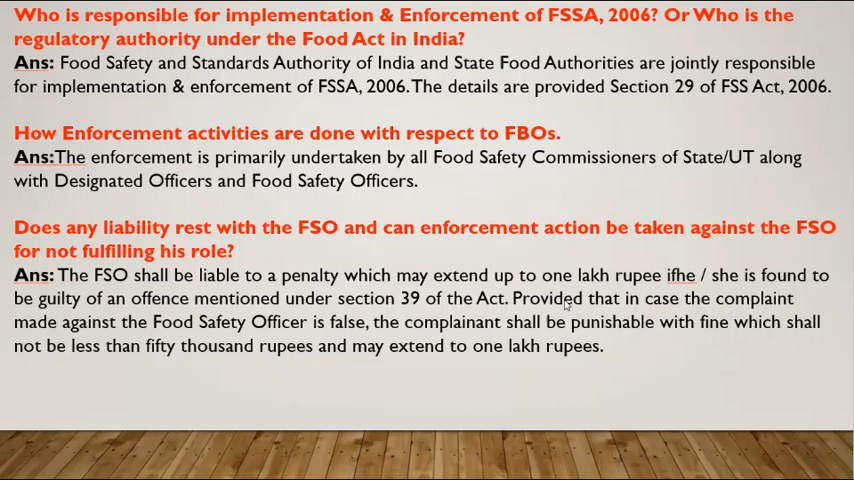 Who is responsible for implementation & Enforcement of FSSA, 2006? Or Who is the
regulatory authority under the Food Act in India?
Ans: Food Safety and Standards Authority of India and State Food Authorities are jointly responsible
for implementation & enforcement of FSSA, 2006. The details are provided Section 29 of FSS Act, 2006.
How Enforcement activities are done with respect to FBOs.
Ans:The enforcement is primarily undertaken by all Food Safety Commissioners of State/UT along
with Designated Officers and Food Safety Officers.
Does any liability rest with the FSO and can enforcement action be taken against the FSO
for not fulfilling his role?
Ans: The FSO shall be liable to a penalty which may extend up to one lakh rupee ifhe / she is found to
be guilty of an offence mentioned under section 39 of the Act. Provided that in case the complaint
made against the Food Safety Officer is false, the complainant shall be punishable with fine which shall
not be less than fifty thousand rupees and may extend to one lakh rupees.